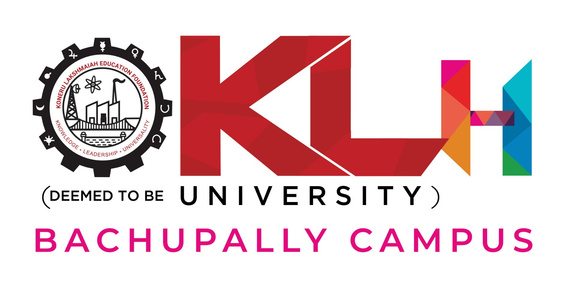 KONERU LAKSHMAIAH EDUCATION FOUNDATION
KNOWLEDGE • LEADERSHIP • UNIVERSALITY
KLH
(DEEMED TO BE UNIVERSITY)
BACHUPALLY CAMPUS